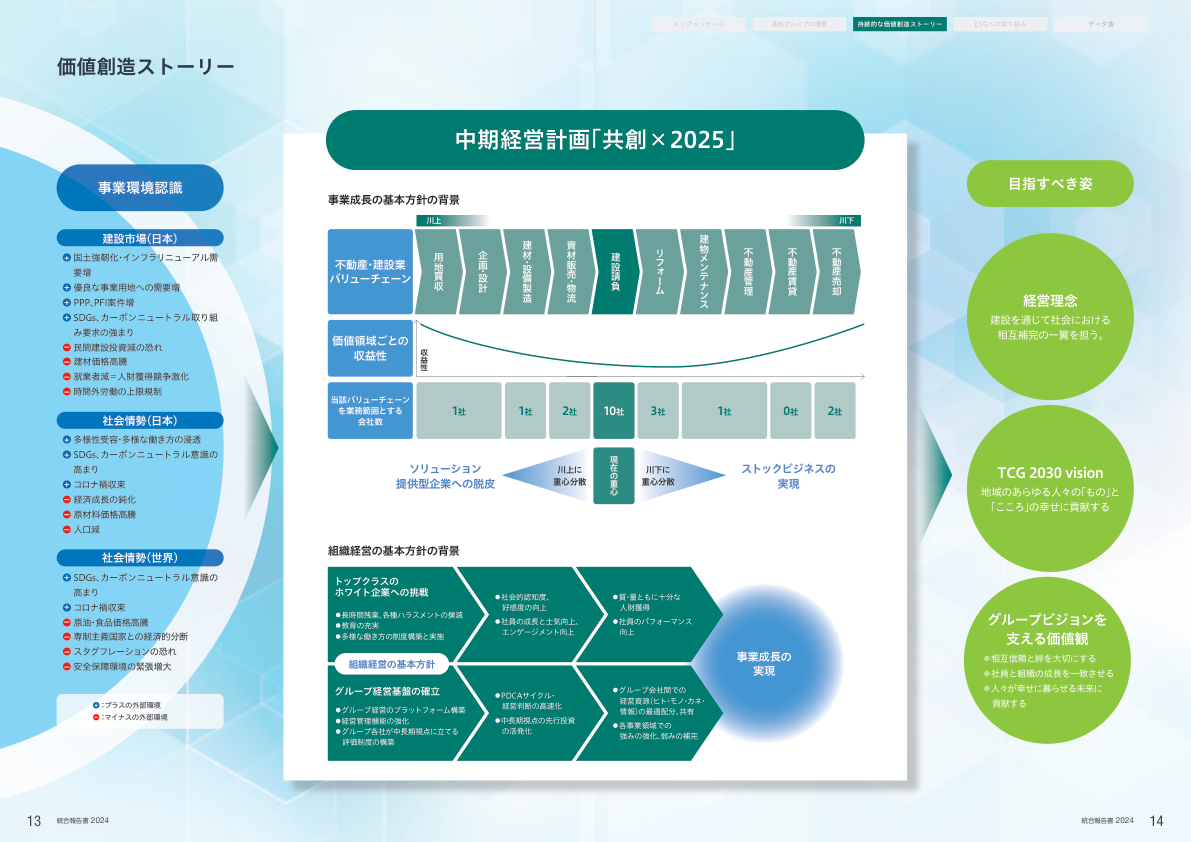 トップメッセージ
高松グループの概要
持続的な価値創造ストーリー
ESGへの取り組み
データ集
価値創造ストーリー
事業環境認識
建設市場(日本)
国土強靭化・インフラリニューアル需
要増
優良な事業用地への需要増
PPP、PFI案件増
SDGs、カーボンニュートラル取り組
み要求の強まり
民間建設投資減の恐れ
建材価格高騰
就業者減=人財獲得競争激化
時間外労働の上限規制
社会情勢(日本)
多様性受容・多様な働き方の浸透
SDGs、カーボンニュートラル意識の
高まり
コロナ禍収束
経済成長の鈍化
原材料価格高騰
人口減
社会情勢(世界)
SDGs、カーボンニュートラル意識の
高まり
コロナ禍収束
原油・食品価格高騰
専制主義国家との経済的分断
スタグフレーションの恐れ
安全保障環境の緊張増大
:プラスの外部環境
:マイナスの外部環境
中期経営計画「共創×2025」
事業成長の基本方針の背景
川上
川下
不動産・建設業
バリューチェーン
用地買収
企画・設計
建材・設備製造
資材販売・物流
建設請負
リフォーム
建物メンテナンス
不動産管理
不動産賃貸
不動産売却
価値領域ごとの
収益性
収益性
当該バリューチェーン
を業務範囲とする
会社数
1社
1社
2社
10社
3社
1社
0社
2社
ソリューション
提供型企業への脱皮
川上に
重心分散
現在の重心
川下に
重心分散
ストックビジネスの
実現
組織経営の基本方針の背景
トップクラスの
ホワイト企業への挑戦
●長時間残業、各種ハラスメントの撲滅
●教育の充実
●多様な働き方の制度構築と実施
●社会的認知度、
好感度の向上
●社員の成長と士気向上、
エンゲージメント向上
●質・量ともに十分な
人財獲得
●社員のパフォーマンス
向上
組織経営の基本方針
グループ経営基盤の確立
●グループ経営のプラットフォーム構築
●経営管理機能の強化
●グループ各社が中長期視点に立てる
評価制度の構築
●PDCAサイクル・
経営判断の高速化
●中長期視点の先行投資
の活発化
●グループ会社間での
経営資源(ヒト・モノ・カネ・
情報)の最適配分、共有
●各事業領域での
強みの強化、弱みの補完
事業成長の
実現
目指すべき姿
経営理念
建設を通じて社会における
相互補完の一翼を担う。
TCG 2030 vision
地域のあらゆる人々の「もの」と
「こころ」の幸せに貢献する
グループビジョンを
支える価値観
●相互信頼と絆を大切にする
●社員と組織の成長を一致させる
●人々が幸せに暮らせる未来に
貢献する
13 統合報告書 2024
統合報告書 2024 14